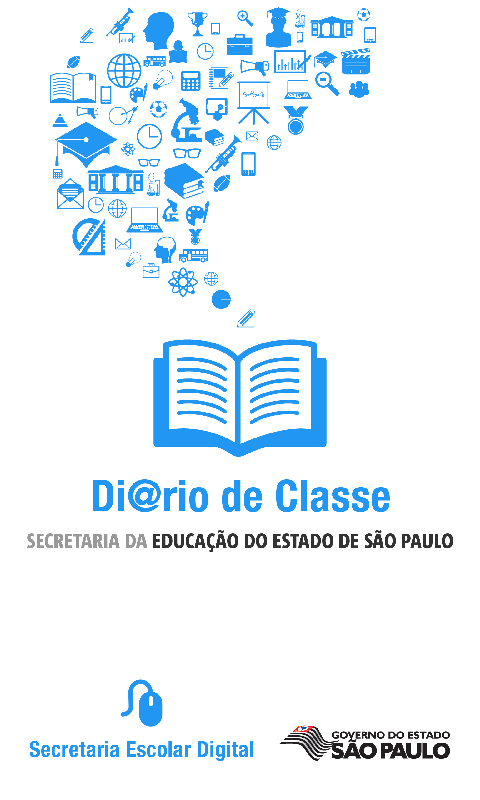 Di@rio de Classe
SECRETARIA DA EDUCAÇÃO DO ESTADO DE SÃO PAULO
Secretaria Escolar Digital
GOVERNO DO ESTADO
SÃO PAULO